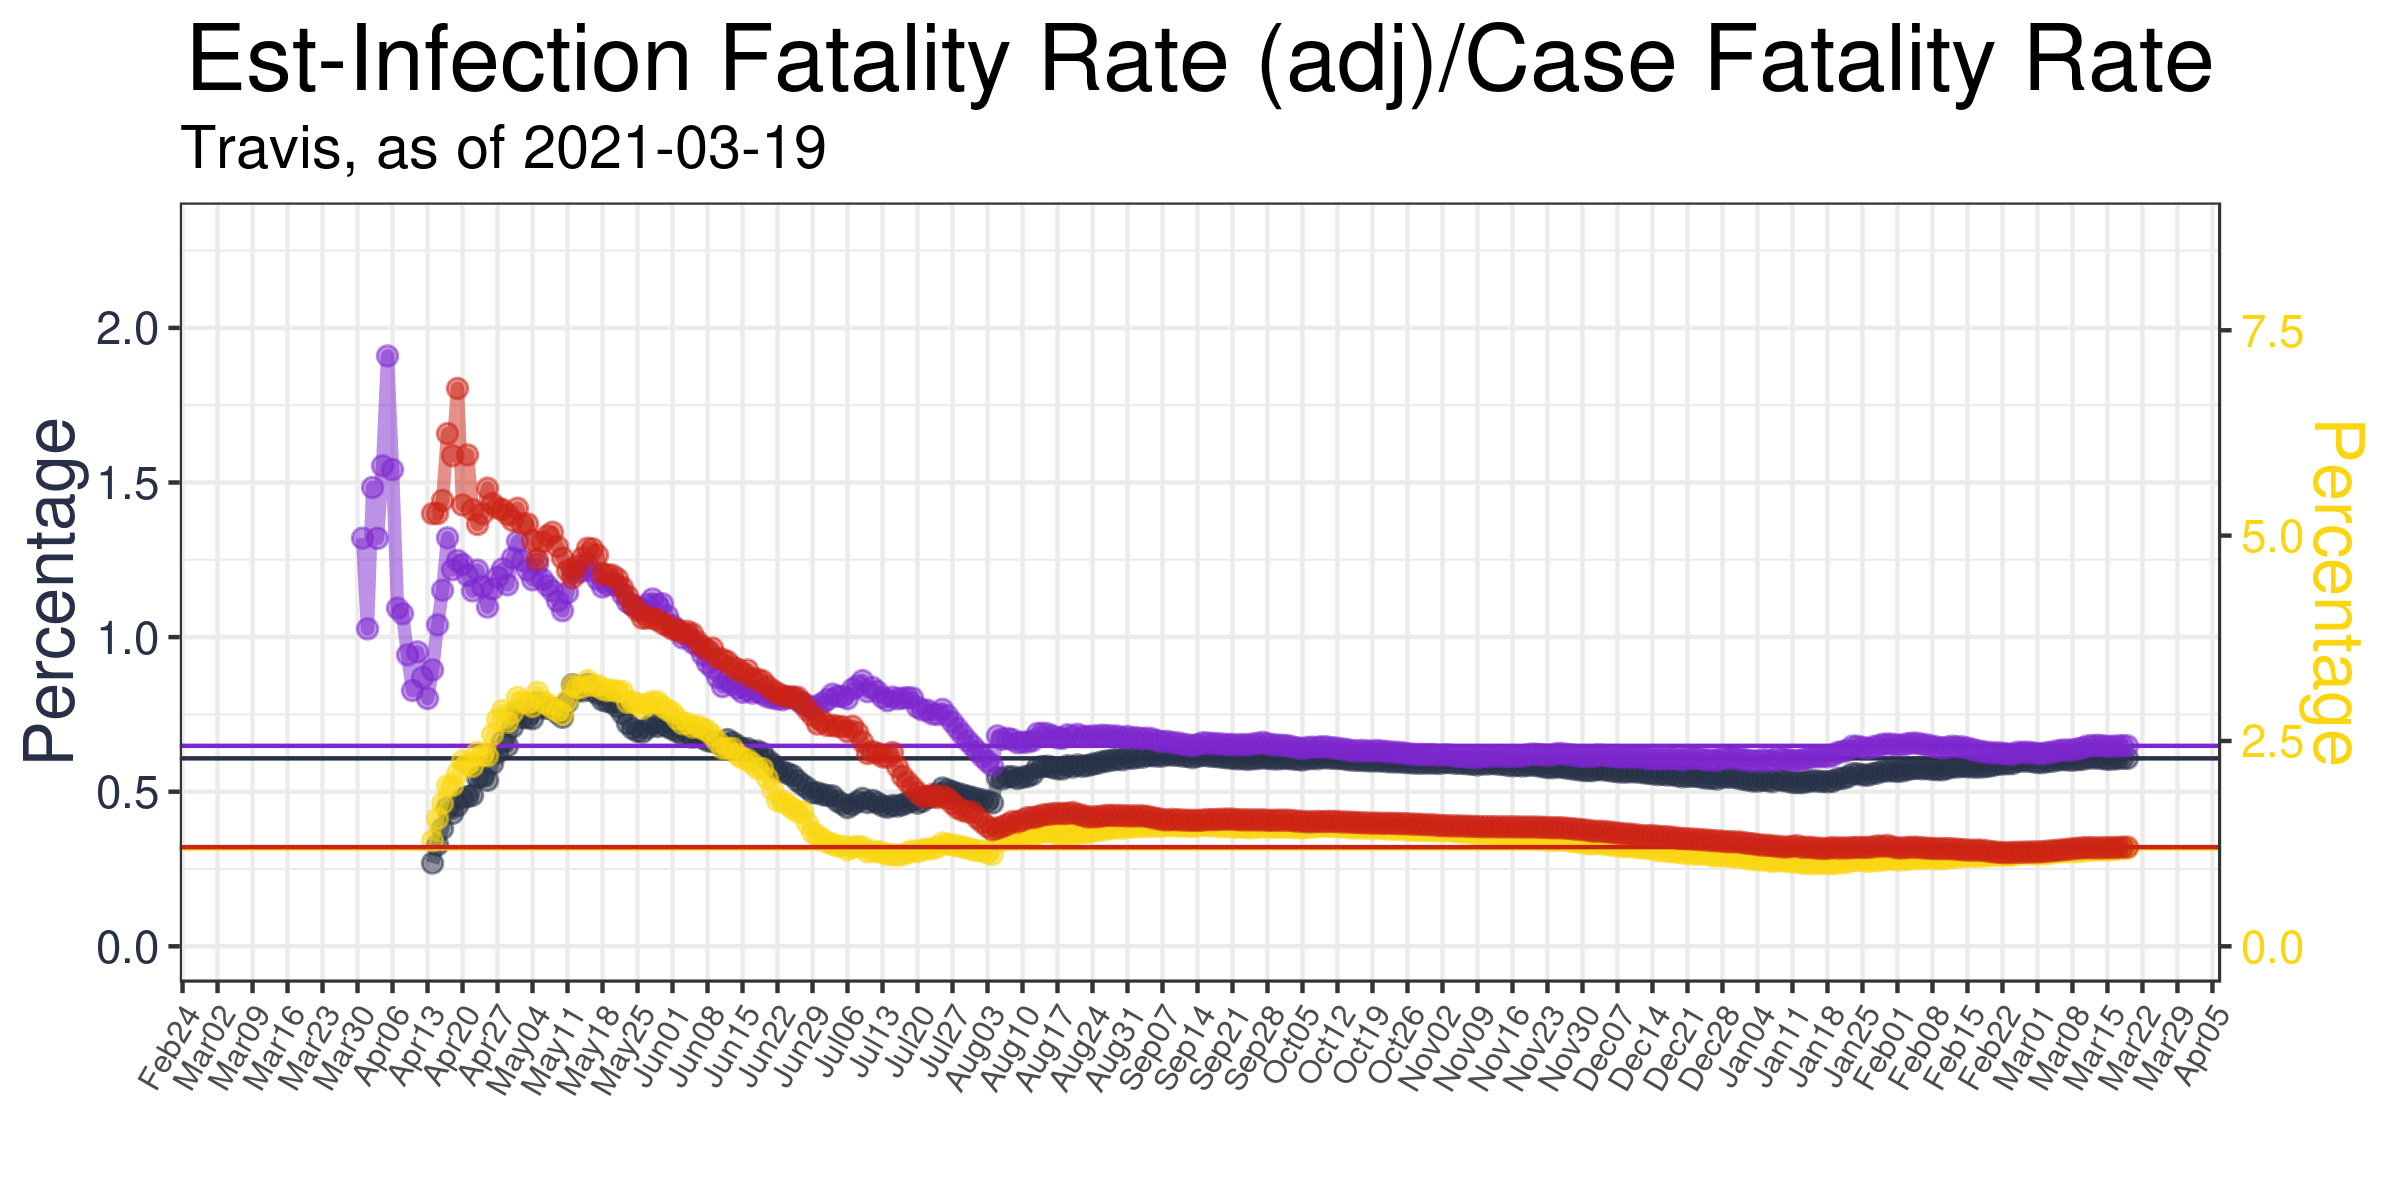 Est-Infection Fatality Rate (adj)/Case Fatality Rate
Travis, as of 2021-03-19
Percentage
2.0
1.5
1.0
0.5
0.0
7.5
5.0
2.5
0.0
Percentage
Feb24 Mar02 Mar09 Mar16 Mar23 Mar30 Apr06 Apr13 Apr20 Apr27 May04 May11 May18 May25 Jun01 Jun08 Jun15 Jun22 Jun29 Jul06 Jul13 Jul20 Jul27 Aug03 Aug10 Aug17 Aug24 Aug31 Sep07 Sep14 Sep21 Sep28 Oct05 Oct12 Oct19 Oct26 Nov02 Nov09 Nov16 Nov23 Nov30 Dec07 Dec14 Dec21 Dec28 Jan04 Jan11 Jan18 Jan25 Feb01 Feb08 Feb15 Feb22 Mar01 Mar08 Mar15 Mar22 Mar29 Apr05